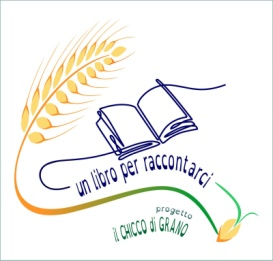 un libro per raccontarci
progetto
il CHICCO di GRANO